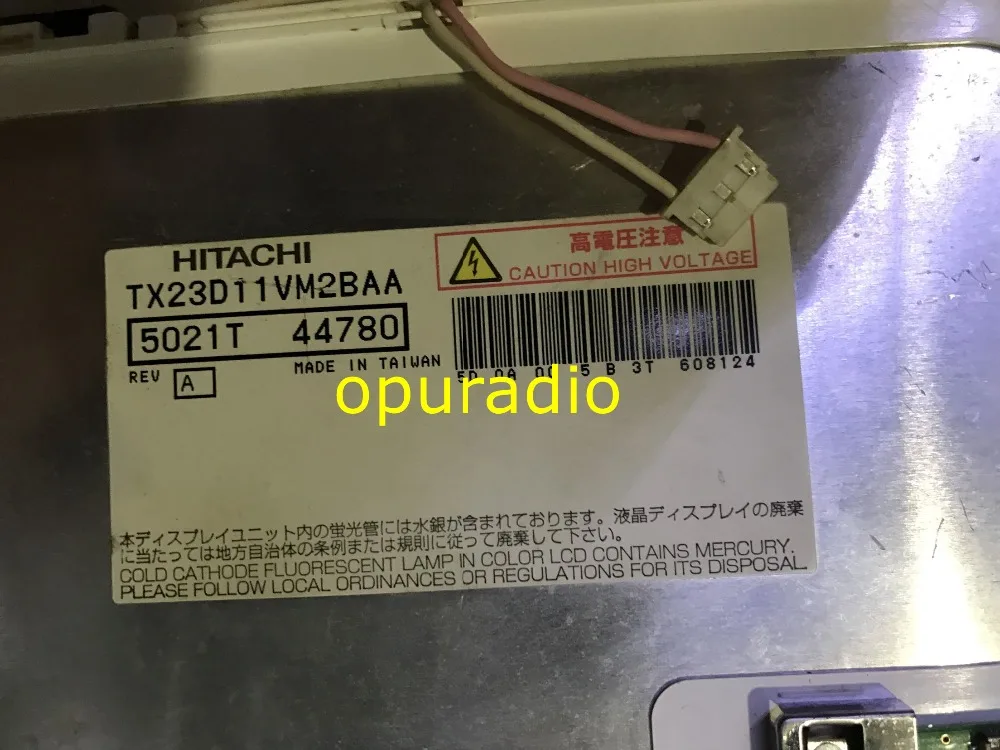 HITACHI
TX23D11VM2BAA
5021T 44780
REV A
MADE IN TAIWAN
高電圧注意
CAUTION HIGH VOLTAGE
B 3T 608124
opuradio
本ディスプレイユニット内の蛍光管には水銀が含まれております。液晶ディスプレイの廃棄
に当たっては地方自治体の条例または規則に従って廃棄して下さい。
COLD CATHODE FLUORESCENT LAMP IN COLOR LCD CONTAINS MERCURY.
PLEASE FOLLOW LOCAL ORDINANCES OR REGULATIONS FOR ITS DISPOSAL.